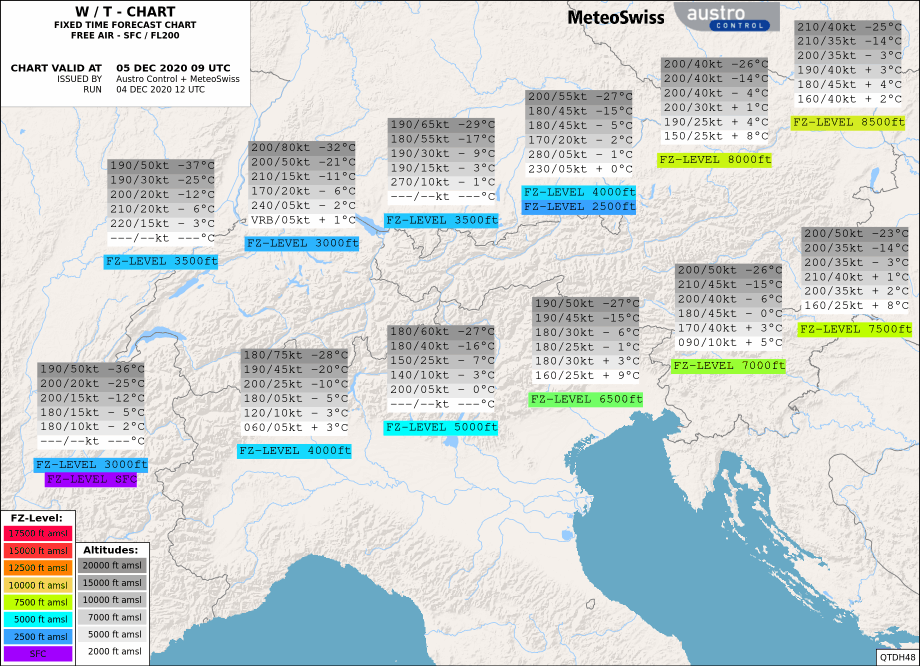 W / T - CHART
FIXED TIME FORECAST CHART
FREE AIR - SFC / FL200
CHART VALID AT 05 DEC 2020 09 UTC
ISSUED BY Austro Control + MeteoSwiss
RUN 04 DEC 2020 12 UTC
MeteoSwiss
austro
CONTROL
210/40kt -25°C
210/35kt -14°C
200/35kt - 3°C
190/40kt + 3°C
180/45kt + 4°C
160/40kt + 2°C
FZ-LEVEL 8500ft
200/40kt -26°C
200/40kt -14°C
200/40kt - 4°C
200/30kt + 1°C
190/25kt + 4°C
150/25kt + 8°C
FZ-LEVEL 8000ft
200/55kt -27°C
180/45kt -15°C
180/45kt - 5°C
170/20kt - 2°C
280/05kt - 1°C
230/05kt + 0°C
FZ-LEVEL 4000ft
FZ-LEVEL 2500ft
190/65kt -29°C
180/55kt -17°C
190/30kt - 9°C
190/15kt - 3°C
270/10kt - 1°C
---/--kt ---°C
FZ-LEVEL 3500ft
200/80kt -32°C
200/50kt -21°C
210/15kt -11°C
170/20kt - 6°C
240/05kt - 2°C
VRB/05kt + 1°C
FZ-LEVEL 3000ft
190/50kt -37°C
190/30kt -25°C
200/20kt -12°C
210/20kt - 6°C
220/15kt - 3°C
---/--kt ---°C
FZ-LEVEL 3500ft
200/50kt -23°C
200/35kt -14°C
200/35kt - 3°C
210/40kt + 1°C
200/35kt + 2°C
160/25kt + 8°C
FZ-LEVEL 7500ft
200/50kt -26°C
210/45kt -15°C
200/40kt - 6°C
180/45kt - 0°C
170/40kt + 3°C
090/10kt + 5°C
FZ-LEVEL 7000ft
190/50kt -27°C
190/45kt -15°C
180/30kt - 6°C
180/25kt - 1°C
180/30kt + 3°C
160/25kt + 9°C
FZ-LEVEL 6500ft
180/60kt -27°C
180/40kt -16°C
150/25kt - 7°C
140/10kt - 3°C
200/05kt - 0°C
---/--kt ---°C
FZ-LEVEL 5000ft
180/75kt -28°C
190/45kt -20°C
200/25kt -10°C
180/05kt - 5°C
120/10kt - 3°C
060/05kt + 3°C
FZ-LEVEL 4000ft
190/50kt -36°C
200/20kt -25°C
200/15kt -12°C
180/15kt - 5°C
180/10kt - 2°C
---/--kt ---°C
FZ-LEVEL 3000ft
FZ-LEVEL SFC
FZ-Level:
17500 ft amsl
15000 ft amsl
12500 ft amsl
10000 ft amsl
7500 ft amsl
5000 ft amsl
2500 ft amsl
SFC
Altitudes:
20000 ft amsl
15000 ft amsl
10000 ft amsl
7000 ft amsl
5000 ft amsl
2000 ft amsl
QTDH48